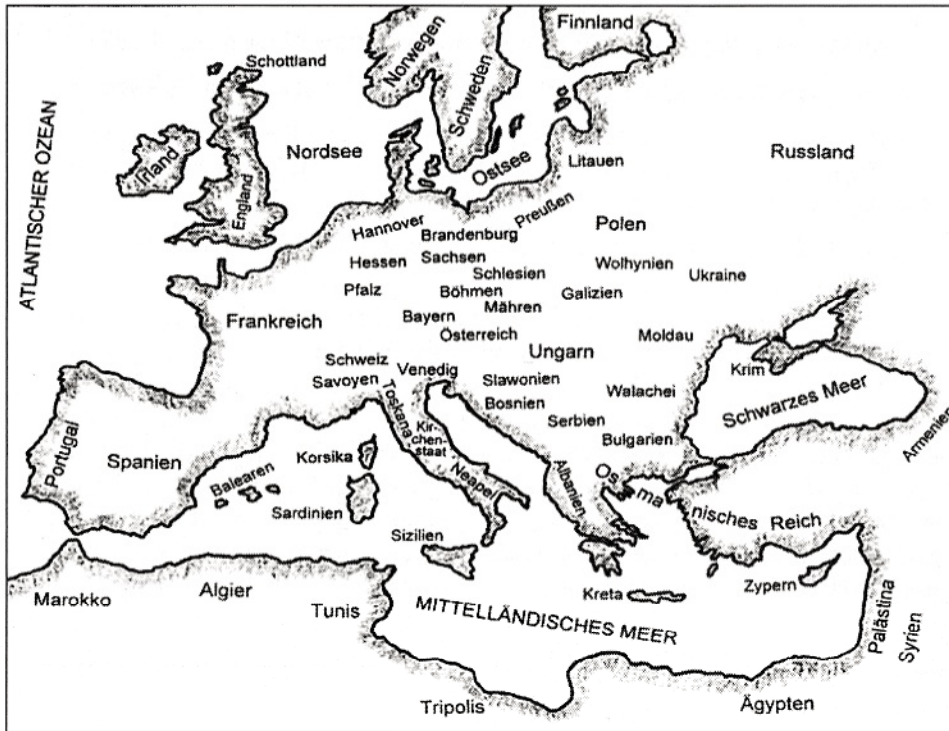 Finnland
Norwegen
Schottland
Schweden
ATLANTISCHER OZEAN
Irland
England
Nordsee
Ostsee
Litauen
Russland
Hannover
Preußen
Brandenburg
Polen
Hessen
Sachsen
Schlesien
Wolhynien
Ukraine
Pfalz
Böhmen
Galizien
Mähren
Frankreich
Bayern
Österreich
Moldau
Ungarn
Schweiz
Venedig
Krim
Savoyen
Slawonien
Walachei
Schwarzes Meer
Toskana
Bosnien
Serbien
Armenien
Kir-
chen-
staat
Bulgarien
Portugal
Spanien
Korsika
Balearen
Neapel
Albanien
Osmanisches Reich
Sardinien
Sizilien
Zypern
Kreta
Marokko
Algier
Tunis
MITTELLÄNDISCHES MEER
Palästina
Syrien
Tripolis
Ägypten